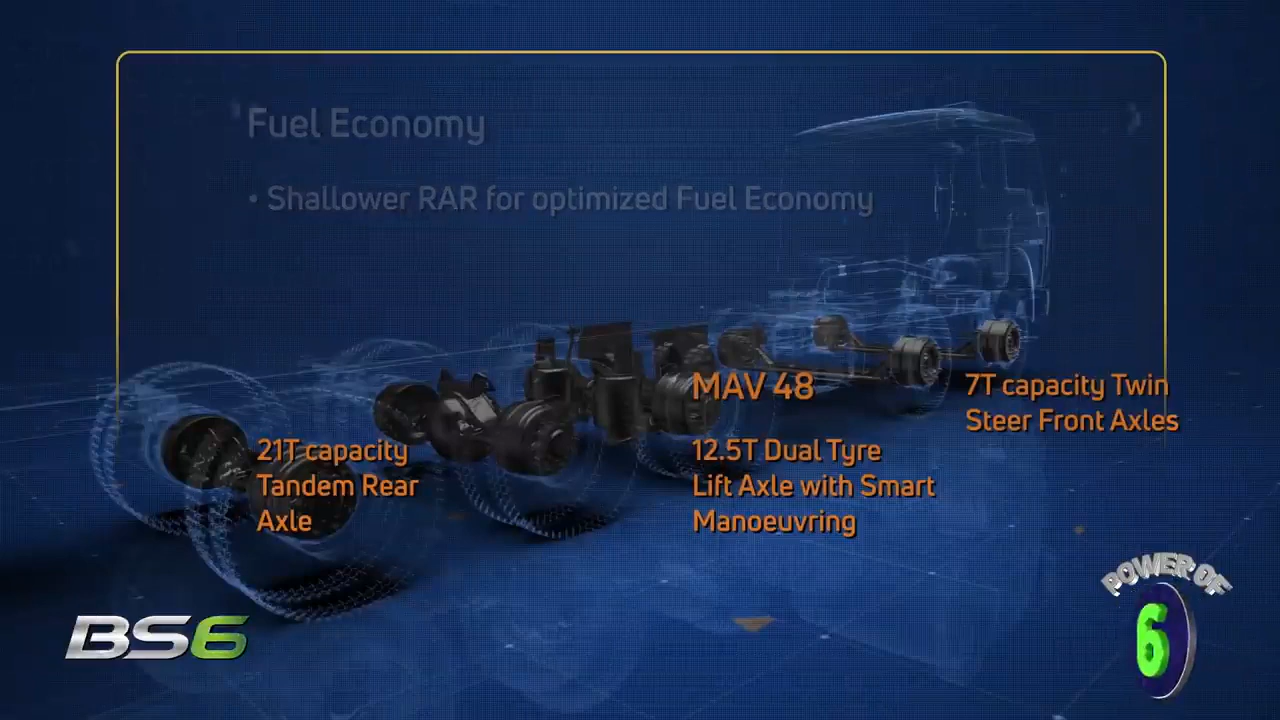 Fuel Economy
• Shallower RAR for optimized Fuel Economy
MAV 48
7T capacity Twin
Steer Front Axles
21T capacity
Tandem Rear
Axle
12.5T Dual Tyre
Lift Axle with Smart
Manoeuvring
POWER OF
6
BS6